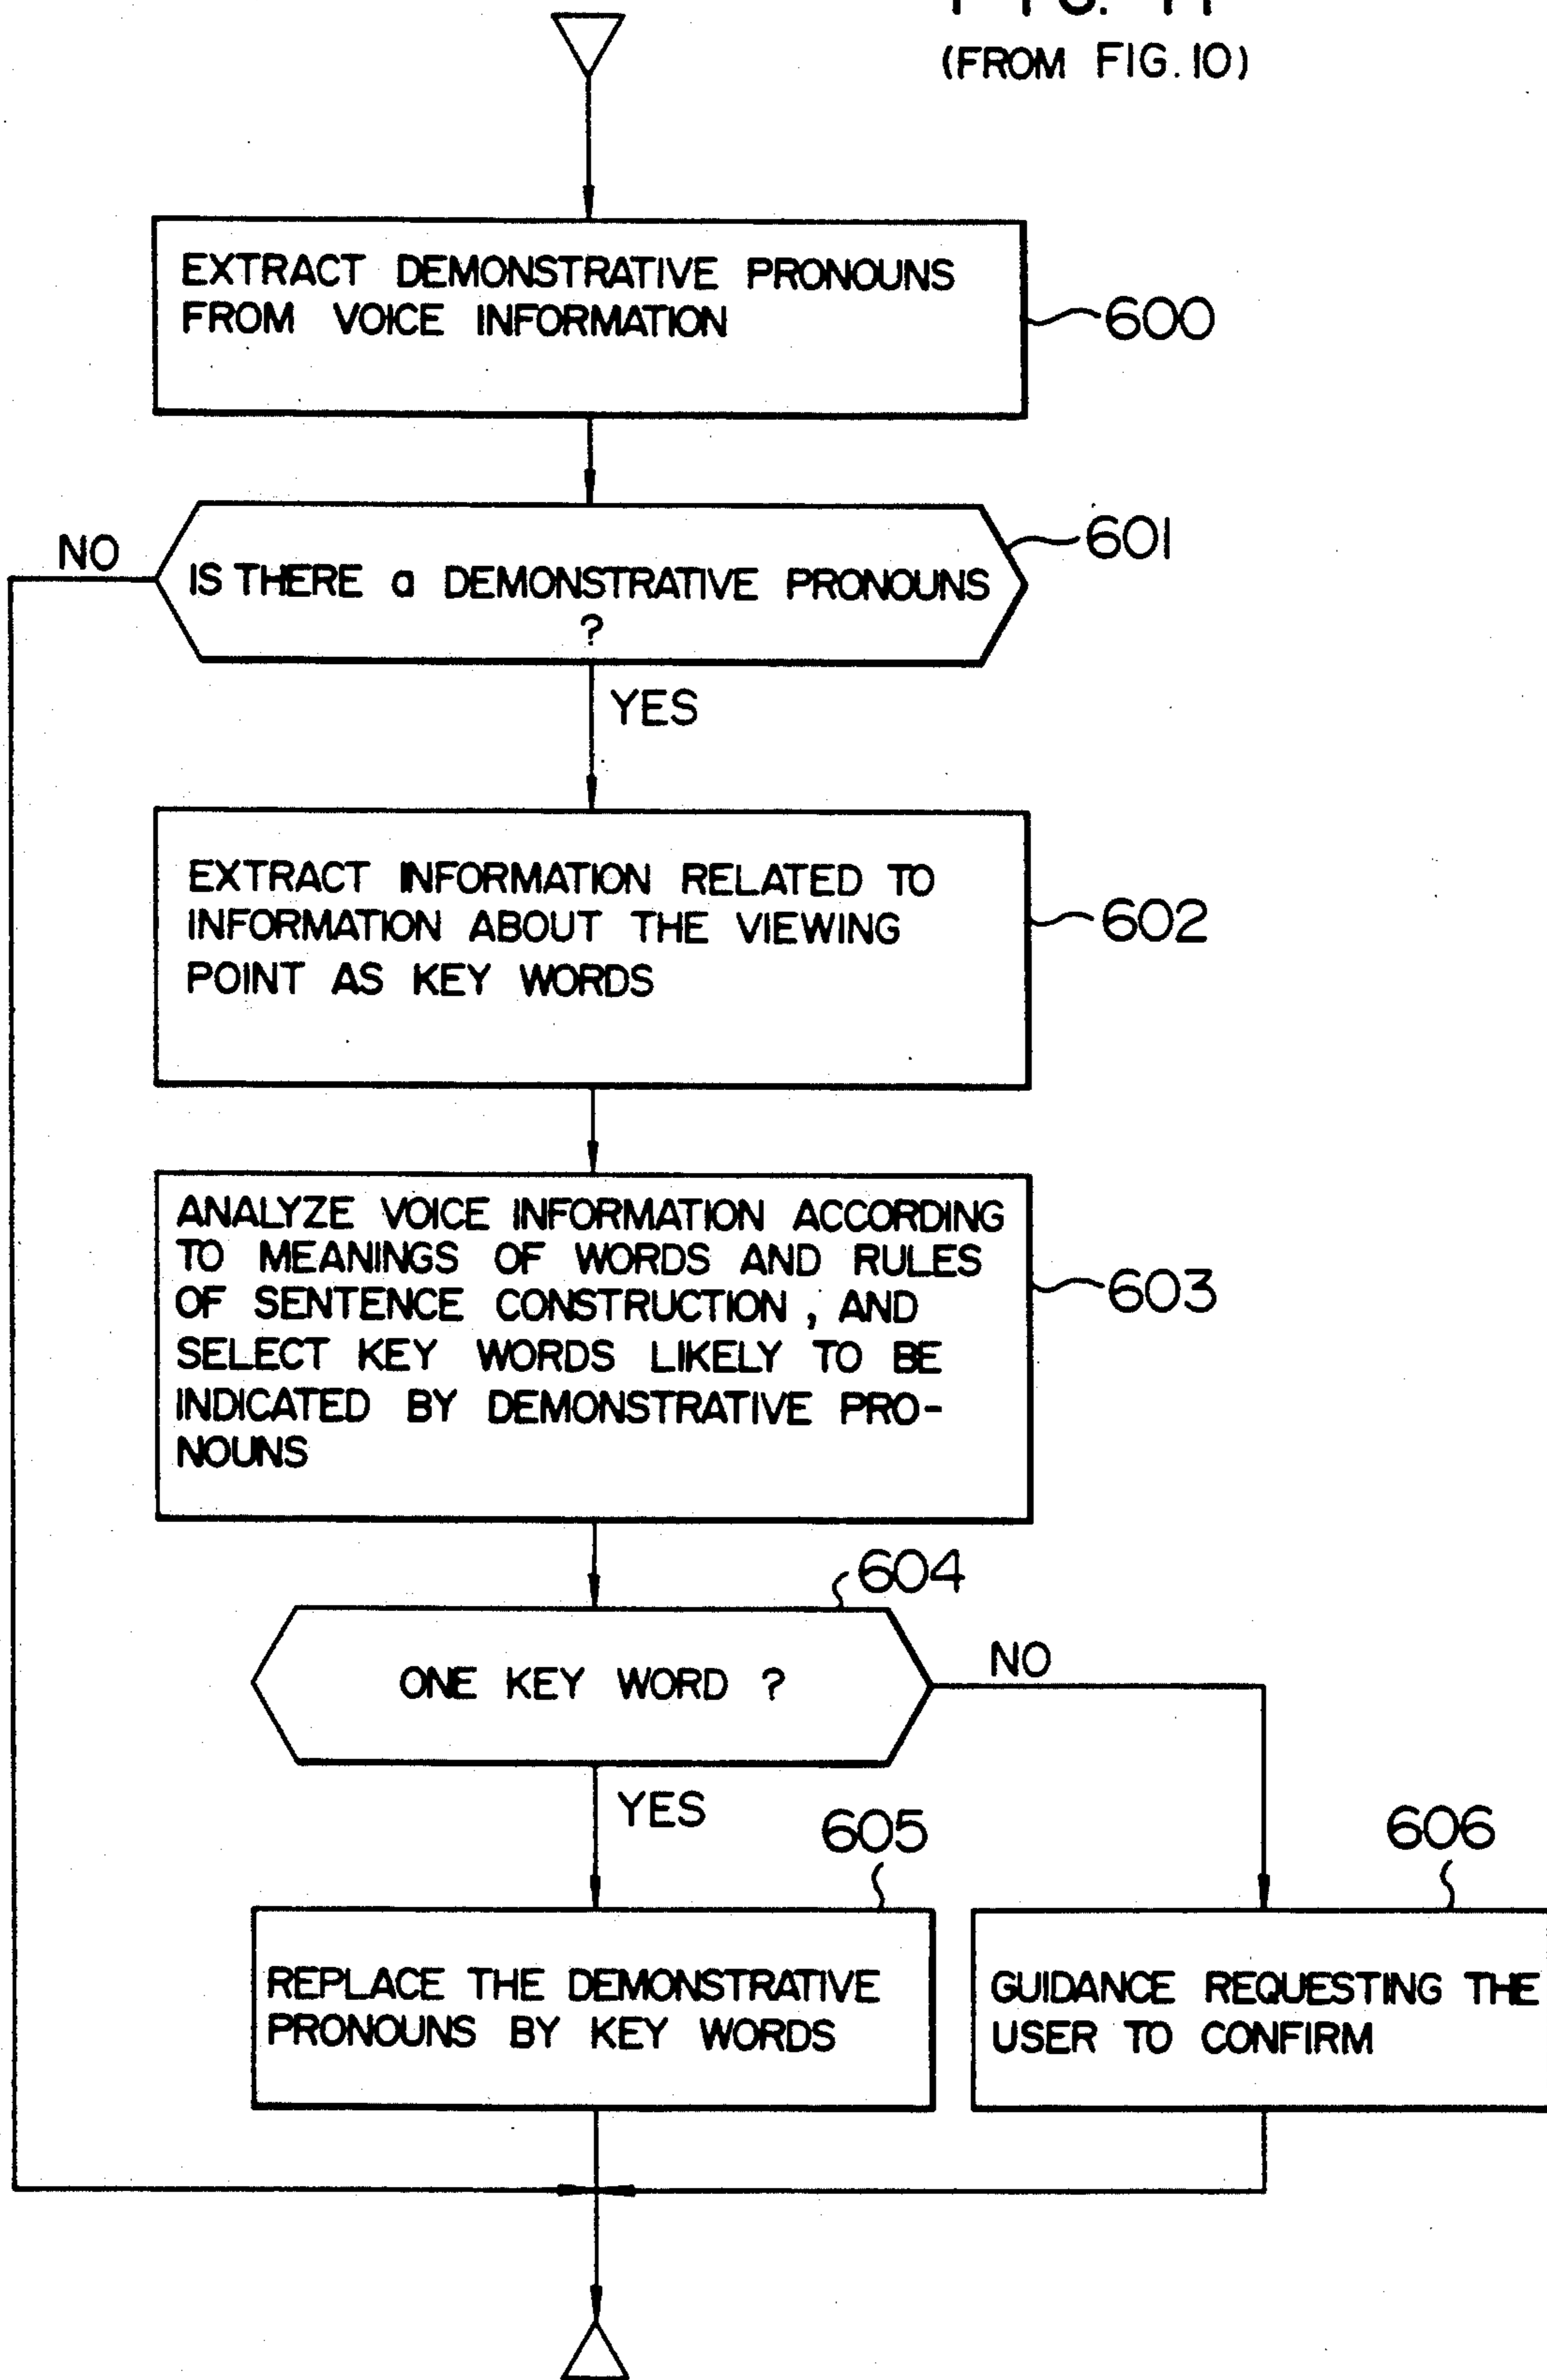 (FROM FIG. 10)
EXTRACT DEMONSTRATIVE PRONOUNS
FROM VOICE INFORMATION
600
601
NO
IS THERE a DEMONSTRATIVE PRONOUNS
?
YES
EXTRACT INFORMATION RELATED TO
INFORMATION ABOUT THE VIEWING
POINT AS KEY WORDS
602
ANALYZE VOICE INFORMATION ACCORDING
TO MEANINGS OF WORDS AND RULES
OF SENTENCE CONSTRUCTION , AND
SELECT KEY WORDS LIKELY TO BE
INDICATED BY DEMONSTRATIVE PRO-
NOUNS
603
604
ONE KEY WORD ?
NO
YES
605
606
REPLACE THE DEMONSTRATIVE
PRONOUNS BY KEY WORDS
GUIDANCE REQUESTING THE
USER TO CONFIRM